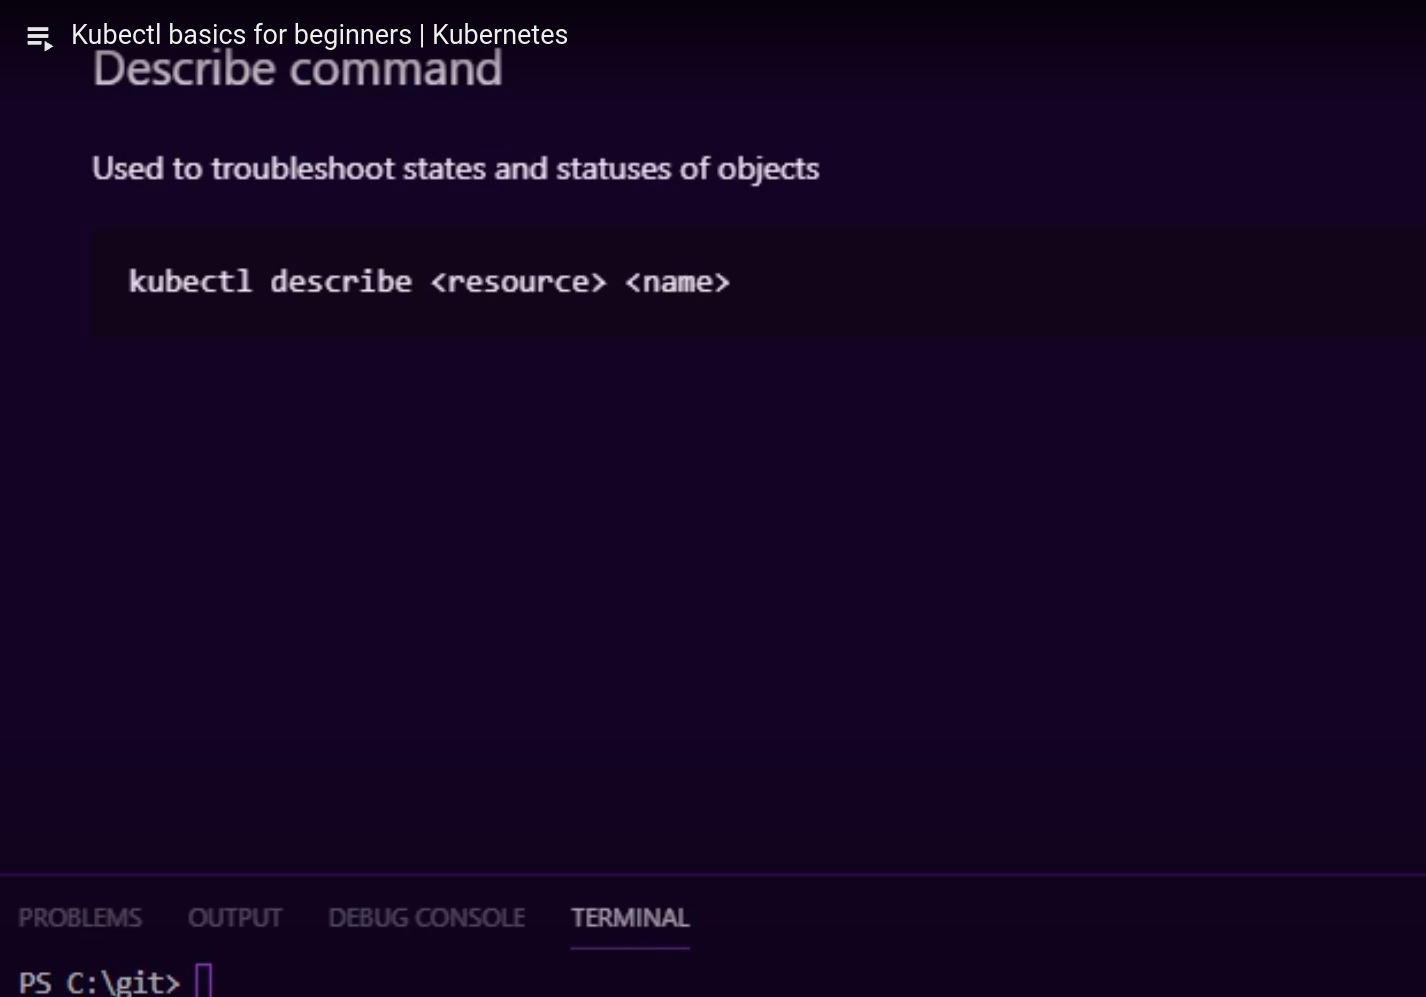 Kubectl basics for beginners | Kubernetes
Describe command
Used to troubleshoot states and statuses of objects
kubectl describe <resource> <name>
PROBLEMS OUTPUT DEBUG CONSOLE TERMINAL
PS C:\git>